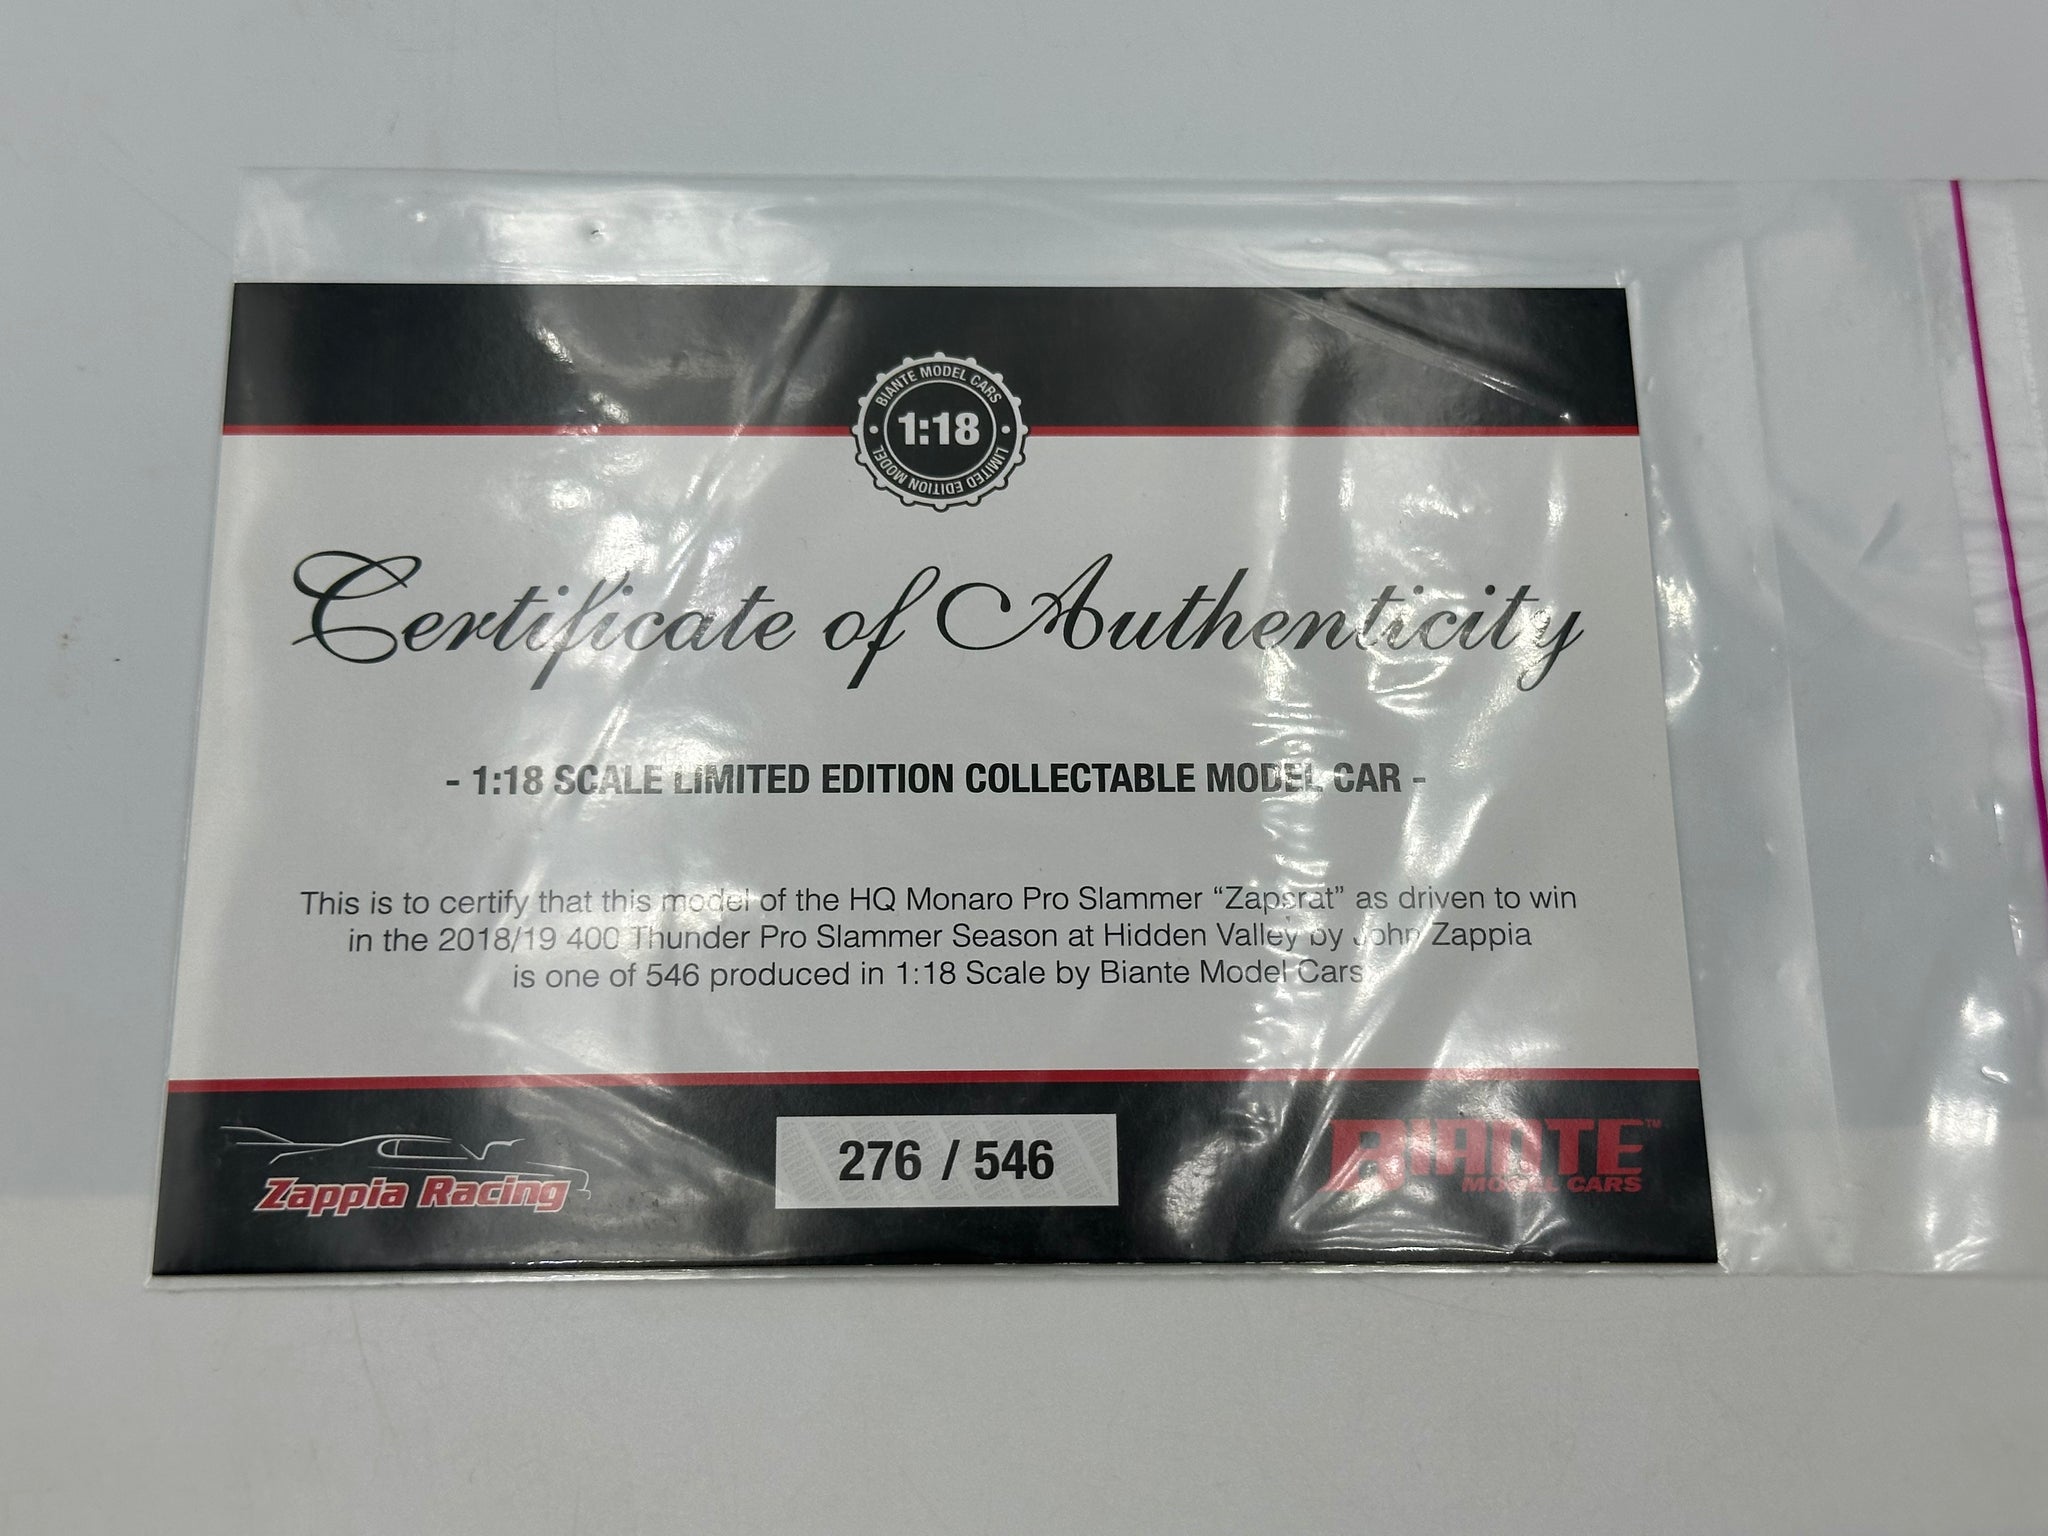 BIANTE MODEL CARS
1:18
LIMITED EDITION MODEL
Certificate of Authenticity
- 1:18 SCALE LIMITED EDITION COLLECTABLE MODEL CAR -
This is to certify that this model of the HQ Monaro Pro Slammer “Zaperat” as driven to win
in the 2018/19 400 Thunder Pro Slammer Season at Hidden Valley by John Zappia
is one of 546 produced in 1:18 Scale by Biante Model Cars
Zappia Racing
276 / 546
BIANTE™
MODEL CARS